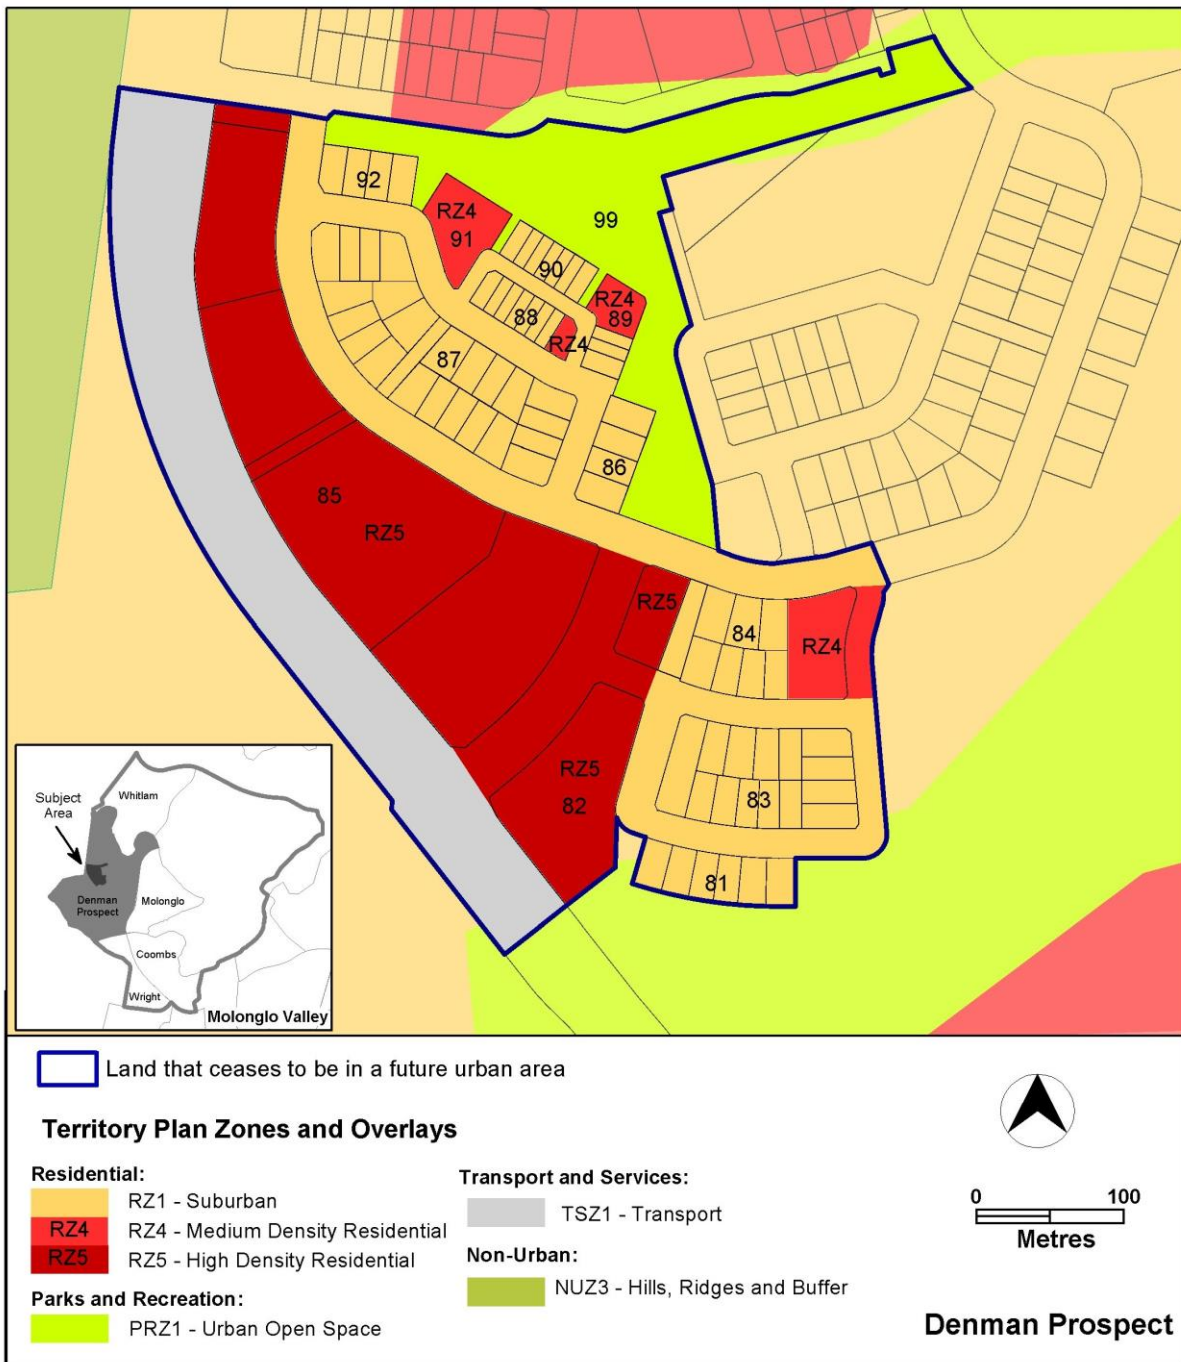 92
RZ4
91
99
90
RZ4
89
88
RZ4
87
86
85
RZ5
RZ5
84
RZ4
RZ5
82
83
81
Subject
Area
Whitlam
Denman
Prospect
Molonglo
Coombs
Wright
Molonglo Valley
Land that ceases to be in a future urban area
Territory Plan Zones and Overlays
Residential:
RZ1 - Suburban
RZ4 RZ4 - Medium Density Residential
RZ5 RZ5 - High Density Residential
Parks and Recreation:
PRZ1 - Urban Open Space
Transport and Services:
TSZ1 - Transport
Non-Urban:
NUZ3 - Hills, Ridges and Buffer
0 100
Metres
Denman Prospect